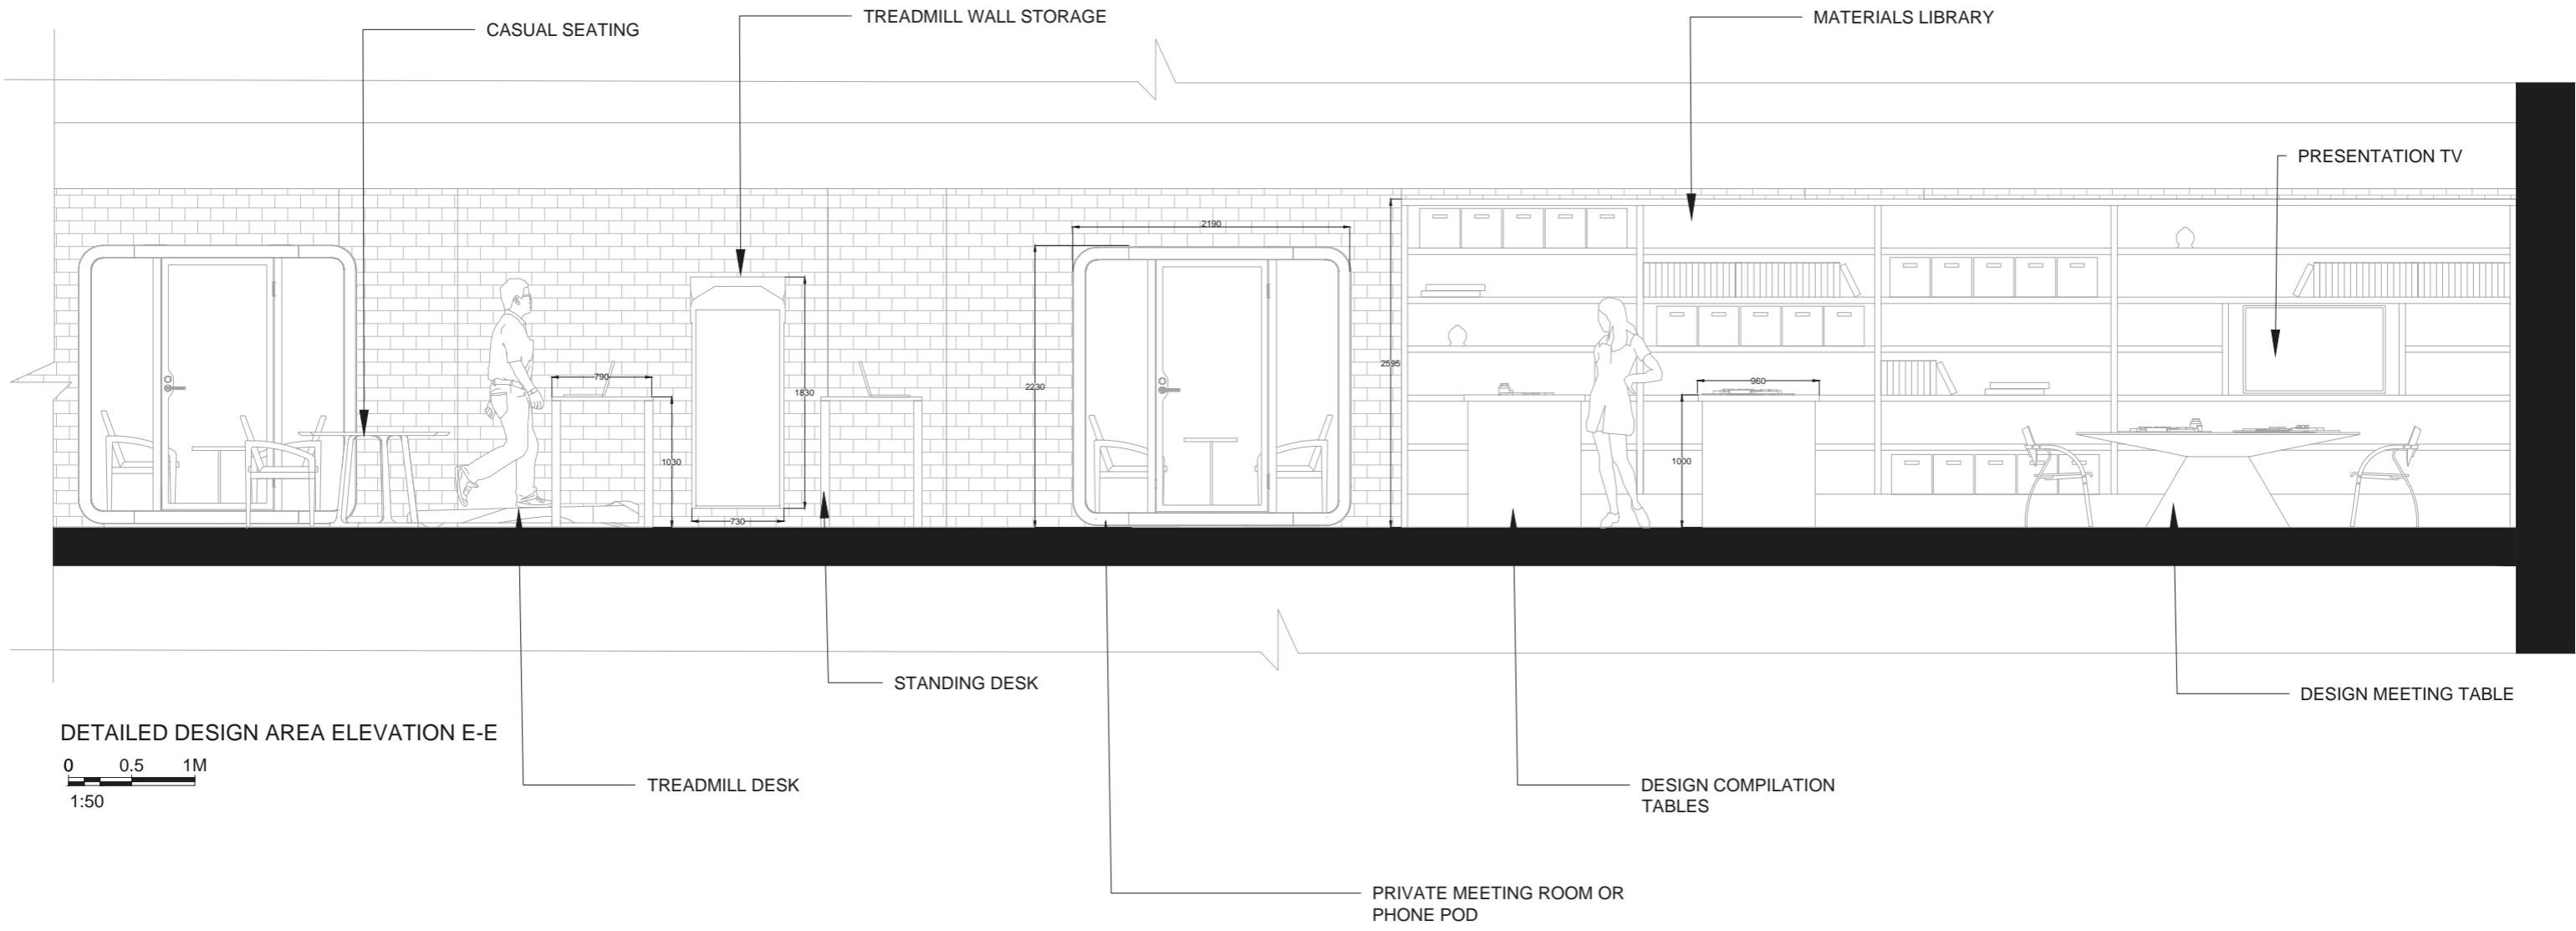 CASUAL SEATING
TREADMILL WALL STORAGE
MATERIALS LIBRARY
PRESENTATION TV
2190
790
1830
2230
2595
960
1030
1000
730
STANDING DESK
DESIGN MEETING TABLE
DETAILED DESIGN AREA ELEVATION E-E
0 0.5 1M
1:50
TREADMILL DESK
DESIGN COMPILATION
TABLES
PRIVATE MEETING ROOM OR
PHONE POD